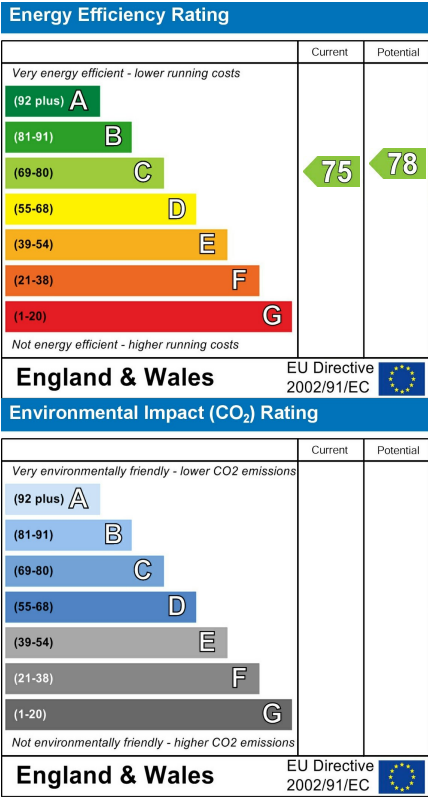 Energy Efficiency Rating
Current Potential
Very energy efficient - lower running costs
(92 plus) A
(81-91) B
(69-80) C
75 78
(55-68) D
(39-54) E
(21-38) F
(1-20) G
Not energy efficient - higher running costs
England & Wales
EU Directive
2002/91/EC
Environmental Impact (CO₂) Rating
Current Potential
Very environmentally friendly - lower CO2 emissions
(92 plus) A
(81-91) B
(69-80) C
(55-68) D
(39-54) E
(21-38) F
(1-20) G
Not environmentally friendly - higher CO2 emissions
England & Wales
EU Directive
2002/91/EC